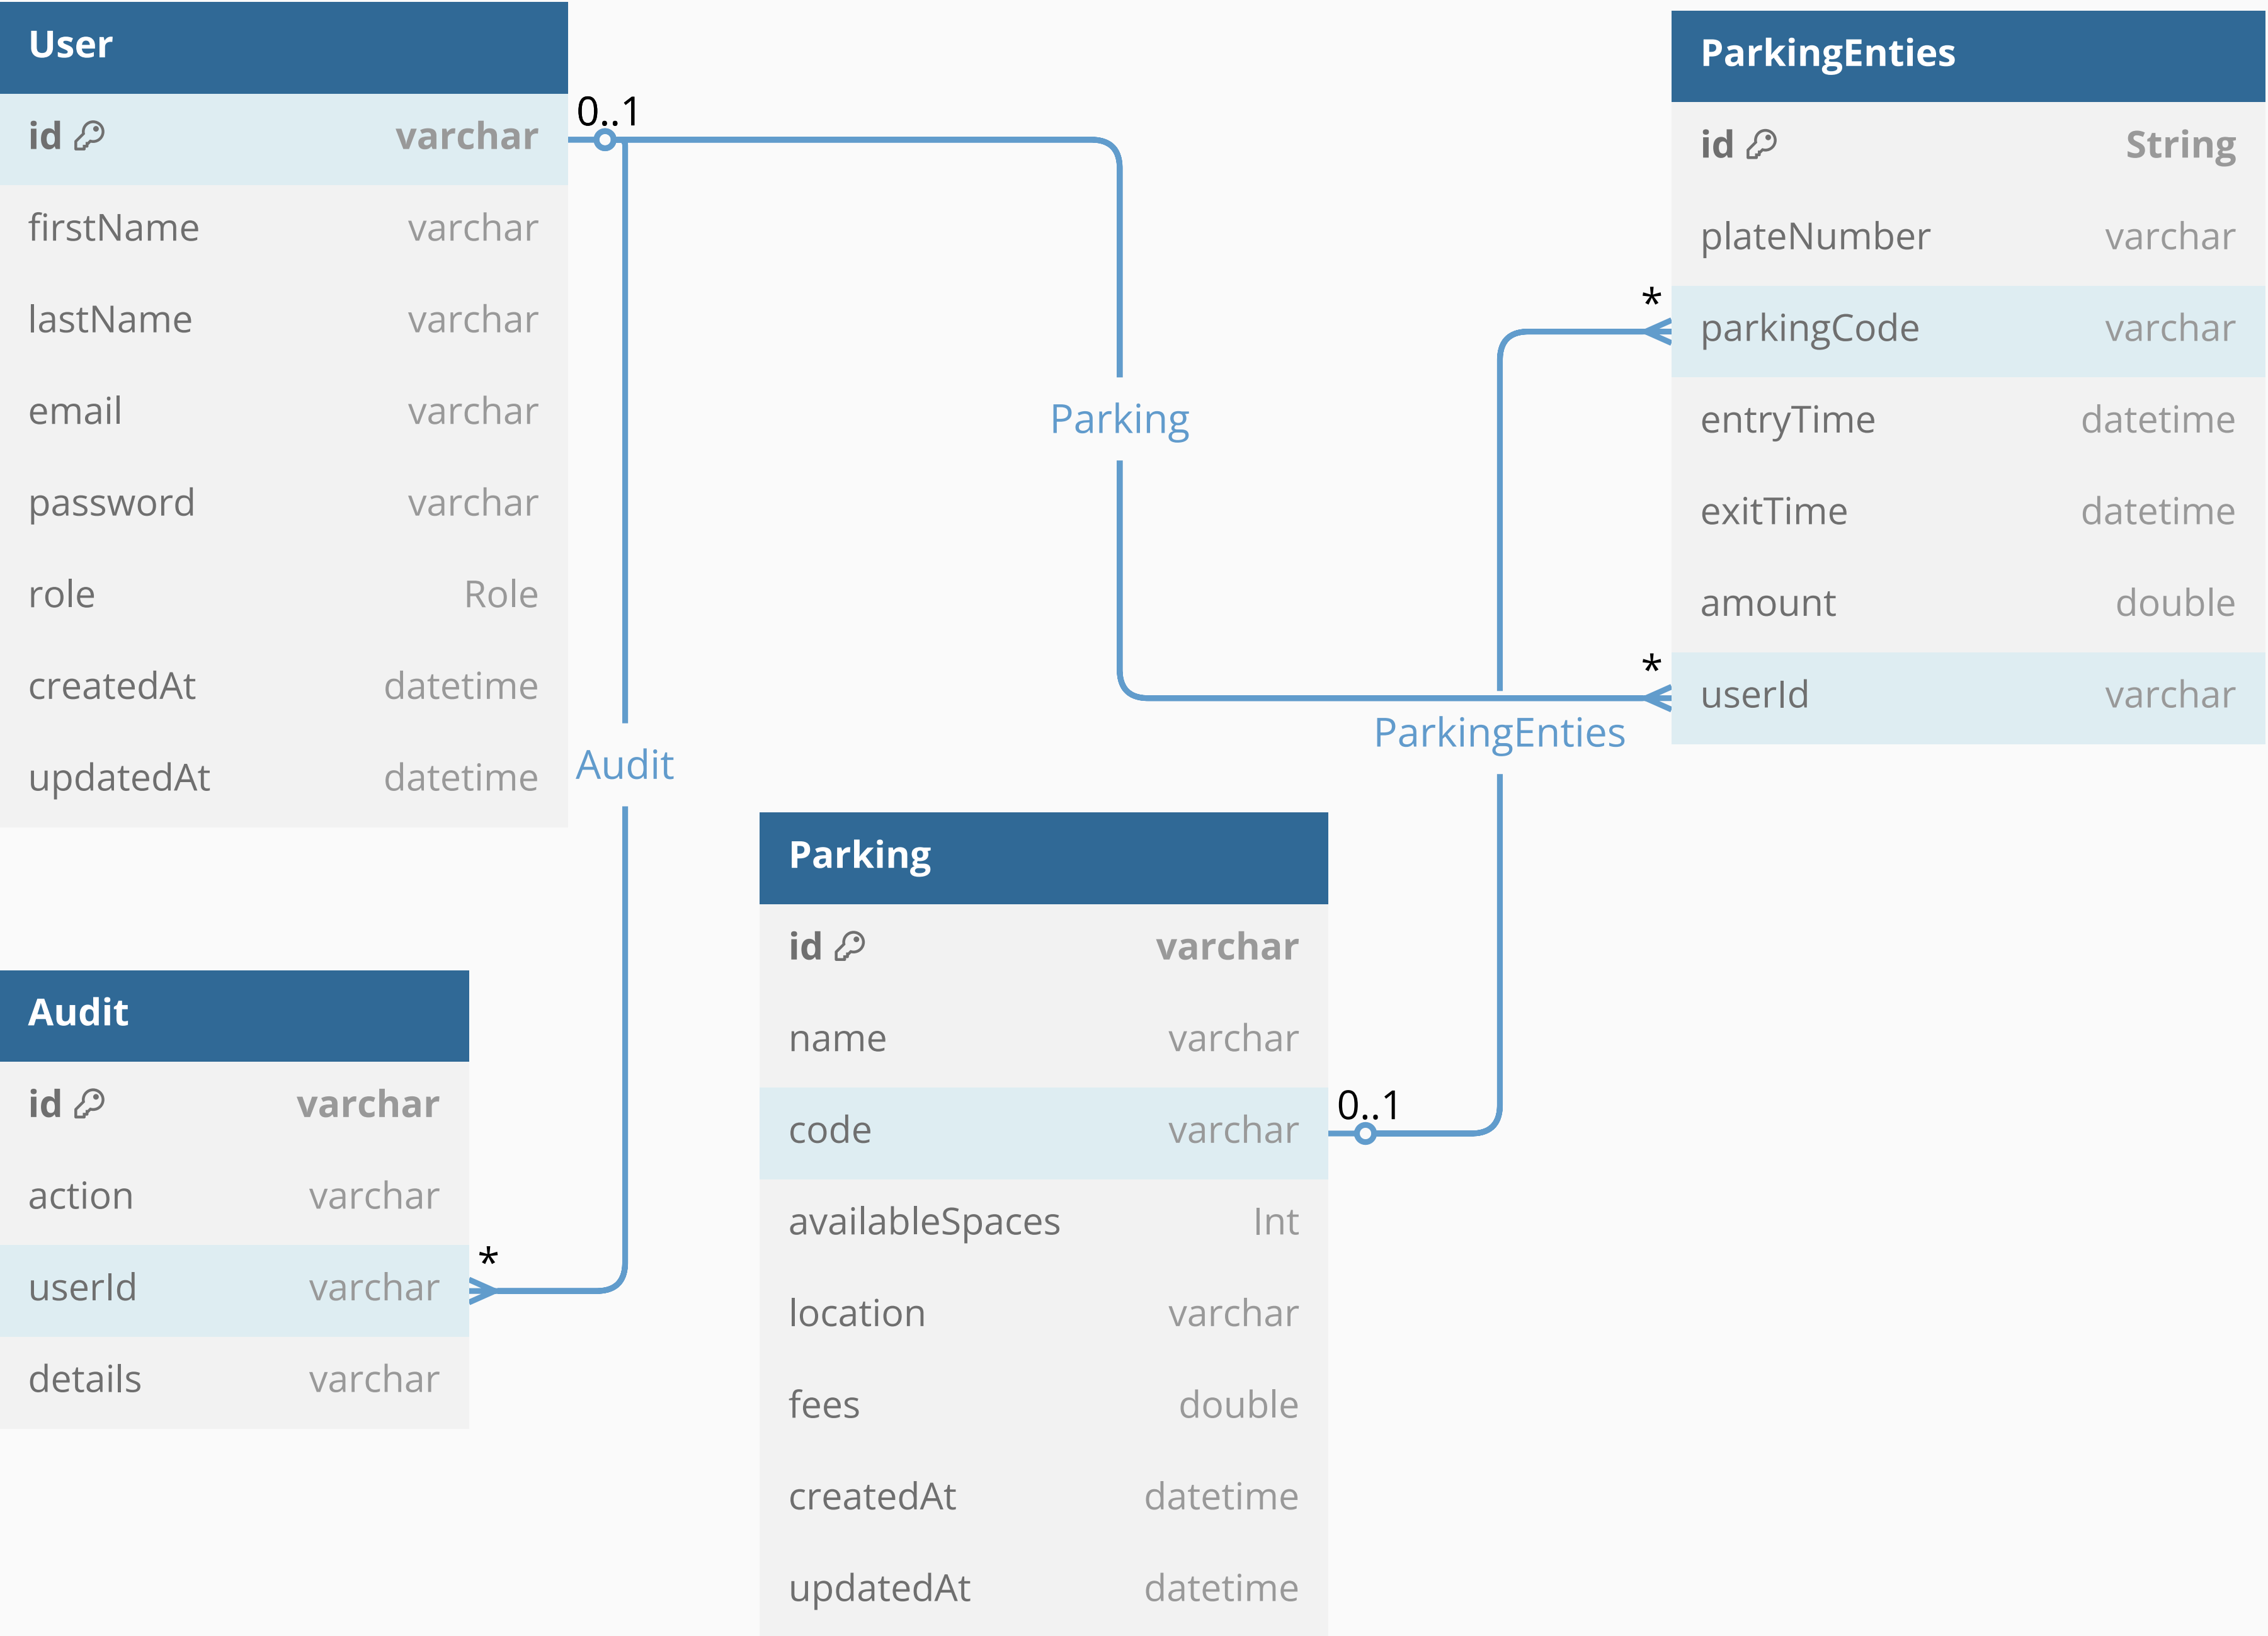 User
id varchar
firstName varchar
lastName varchar
email varchar
password varchar
role Role
createdAt datetime
updatedAt datetime
0..1
Parking
Audit
ParkingEnties
id String
plateNumber varchar
*
parkingCode varchar
entryTime datetime
exitTime datetime
amount double
*
userId varchar
ParkingEnties
Audit
id varchar
action varchar
*
userId varchar
details varchar
Parking
id varchar
name varchar
0..1
code varchar
availableSpaces Int
location varchar
fees double
createdAt datetime
updatedAt datetime